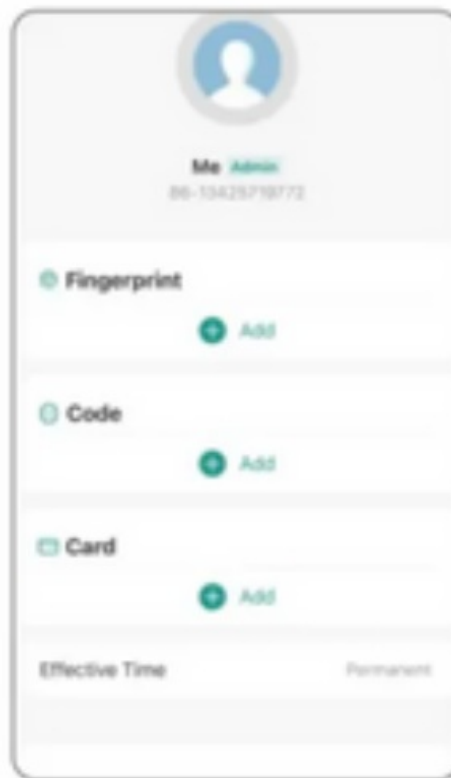 Me Admin
Fingerprint
Add
Code
Add
Card
Add
Effective Time Permanent